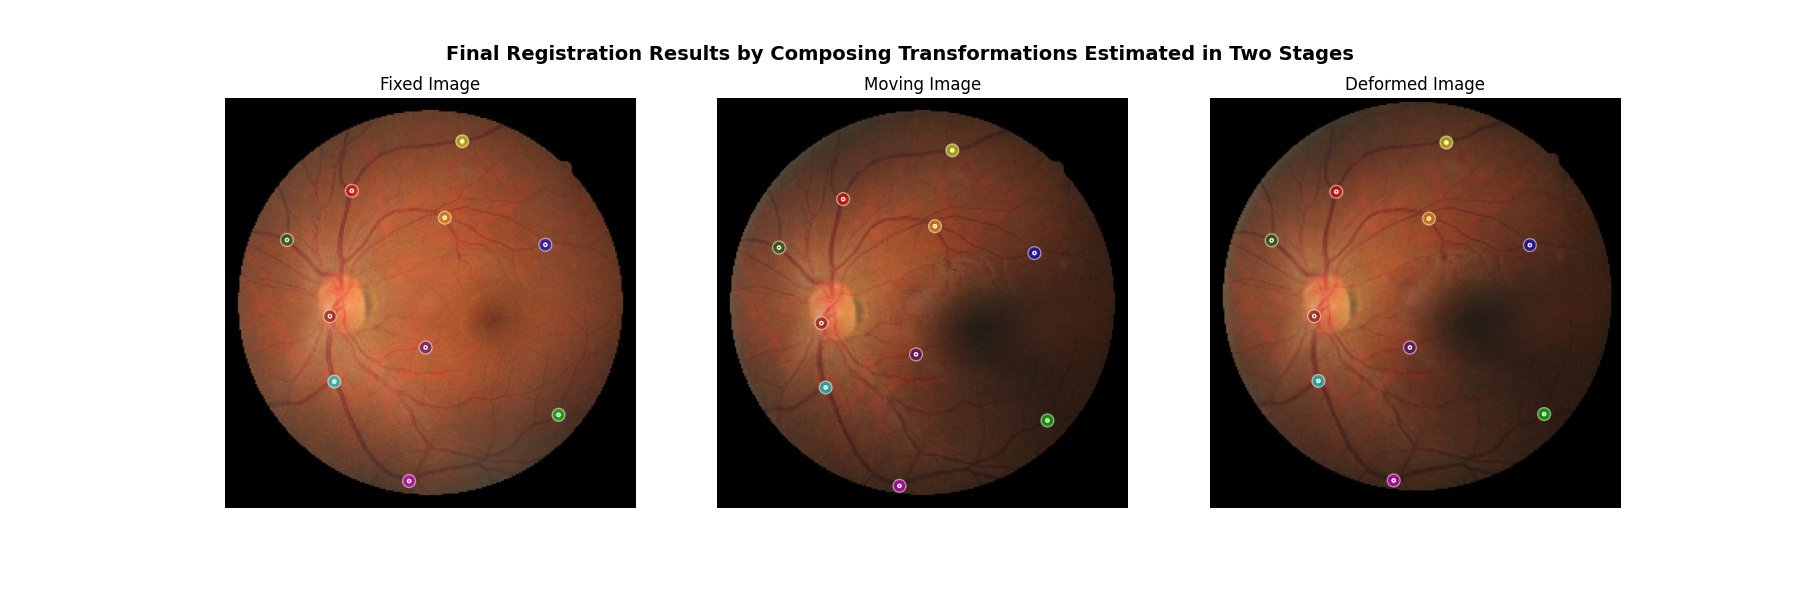 Final Registration Results by Composing Transformations Estimated in Two Stages
Fixed Image
Moving Image
Deformed Image